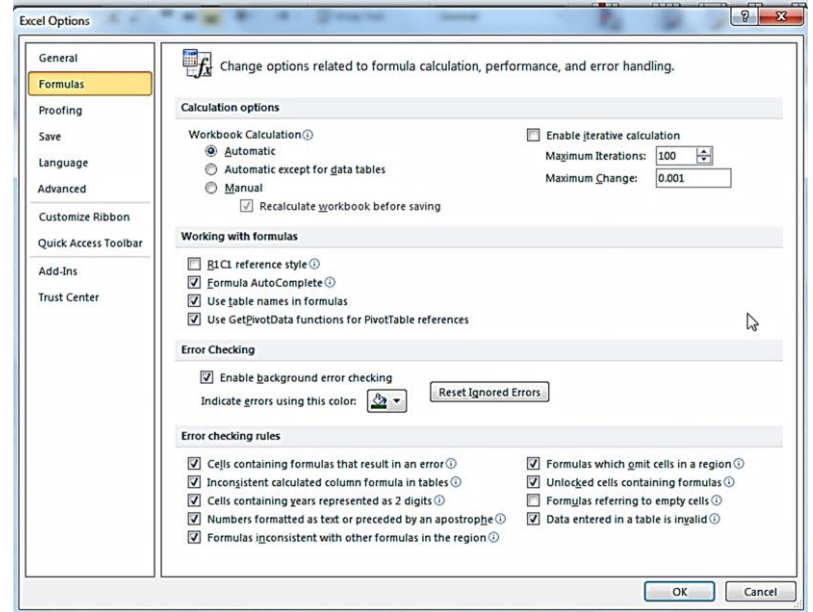 Excel Options
General
Formulas
Proofing
Save
Language
Advanced
Customize Ribbon
Quick Access Toolbar
Add-Ins
Trust Center
Change options related to formula calculation, performance, and error handling.
Calculation options
Workbook Calculation
Automatic
Automatic except for data tables
Manual
Recalculate workbook before saving
Enable iterative calculation
Maximum Iterations: 100
Maximum Change: 0.001
Working with formulas
R1C1 reference style
Formula AutoComplete
Use table names in formulas
Use GetPivotData functions for PivotTable references
Error Checking
Enable background error checking
Indicate errors using this color:
Reset Ignored Errors
Error checking rules
Cells containing formulas that result in an error
Inconsistent calculated column formula in tables
Cells containing years represented as 2 digits
Numbers formatted as text or preceded by an apostrophe
Formulas inconsistent with other formulas in the region
Formulas which omit cells in a region
Unlocked cells containing formulas
Formulas referring to empty cells
Data entered in a table is invalid
OK Cancel